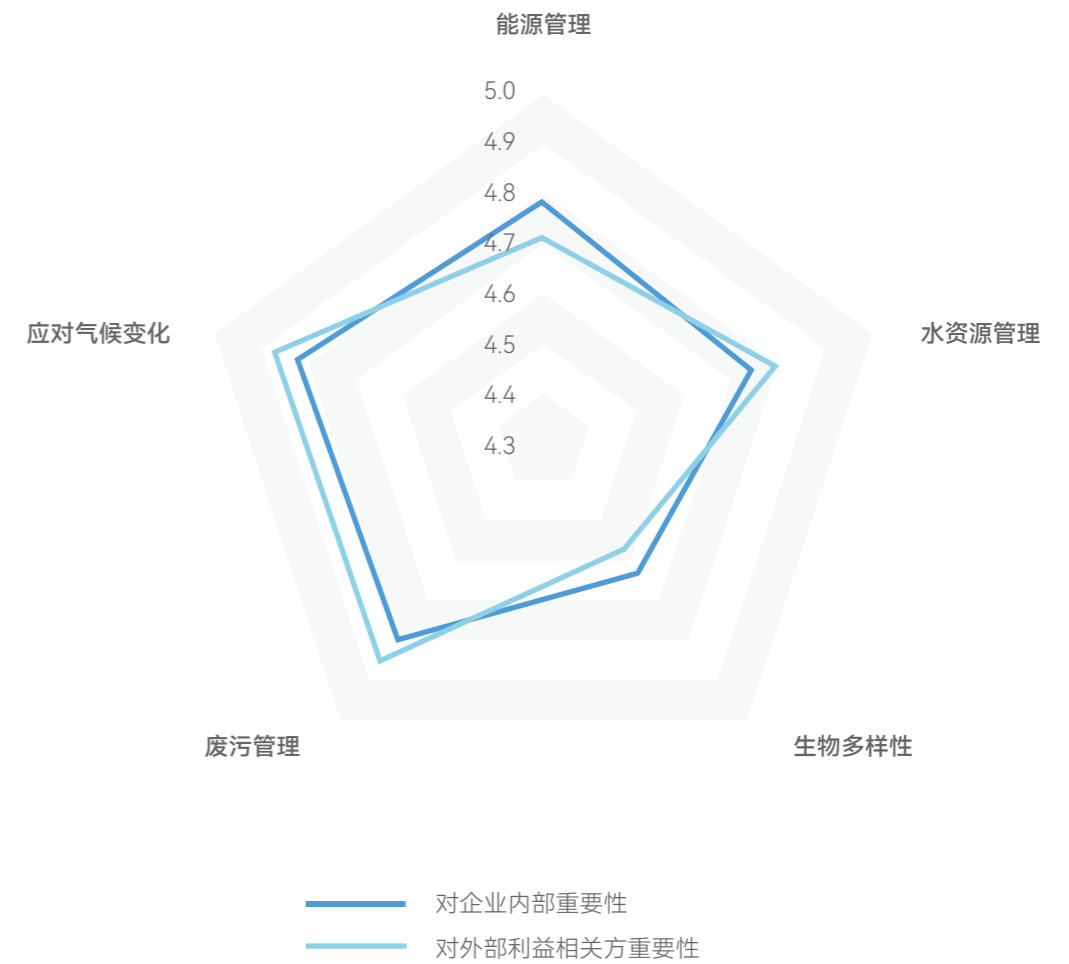 能源管理
5.0
4.9
4.8
4.7
4.6
4.5
4.4
4.3
应对气候变化
水资源管理
废污管理
生物多样性
对企业内部重要性
对外部利益相关方重要性